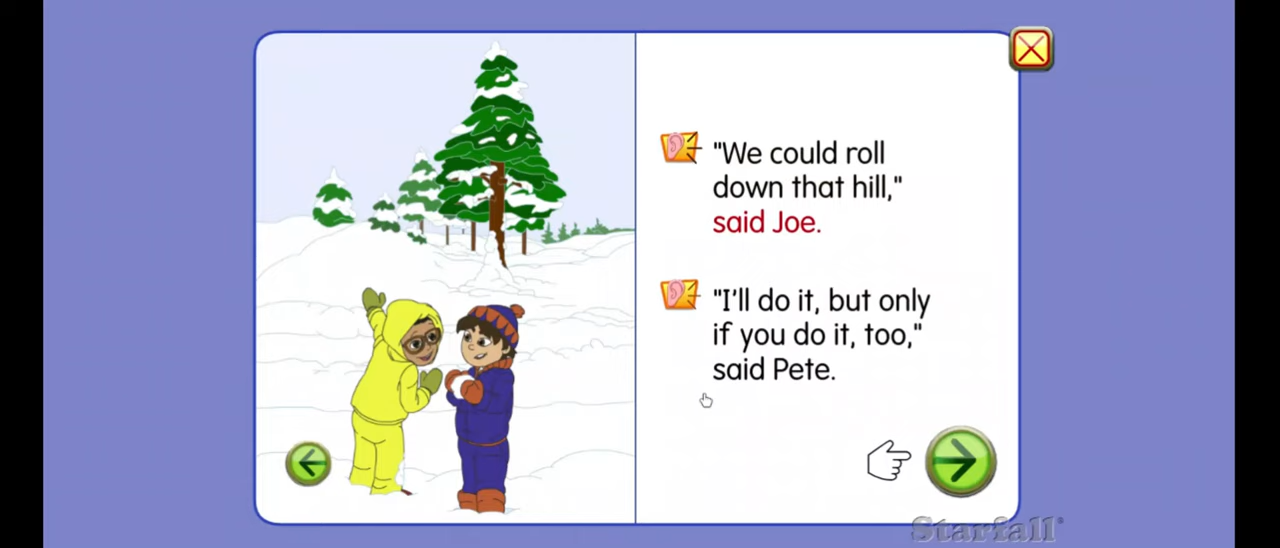 "We could roll
down that hill,"
said Joe.
"I'll do it, but only
if you do it, too,"
said Pete.
Starfall